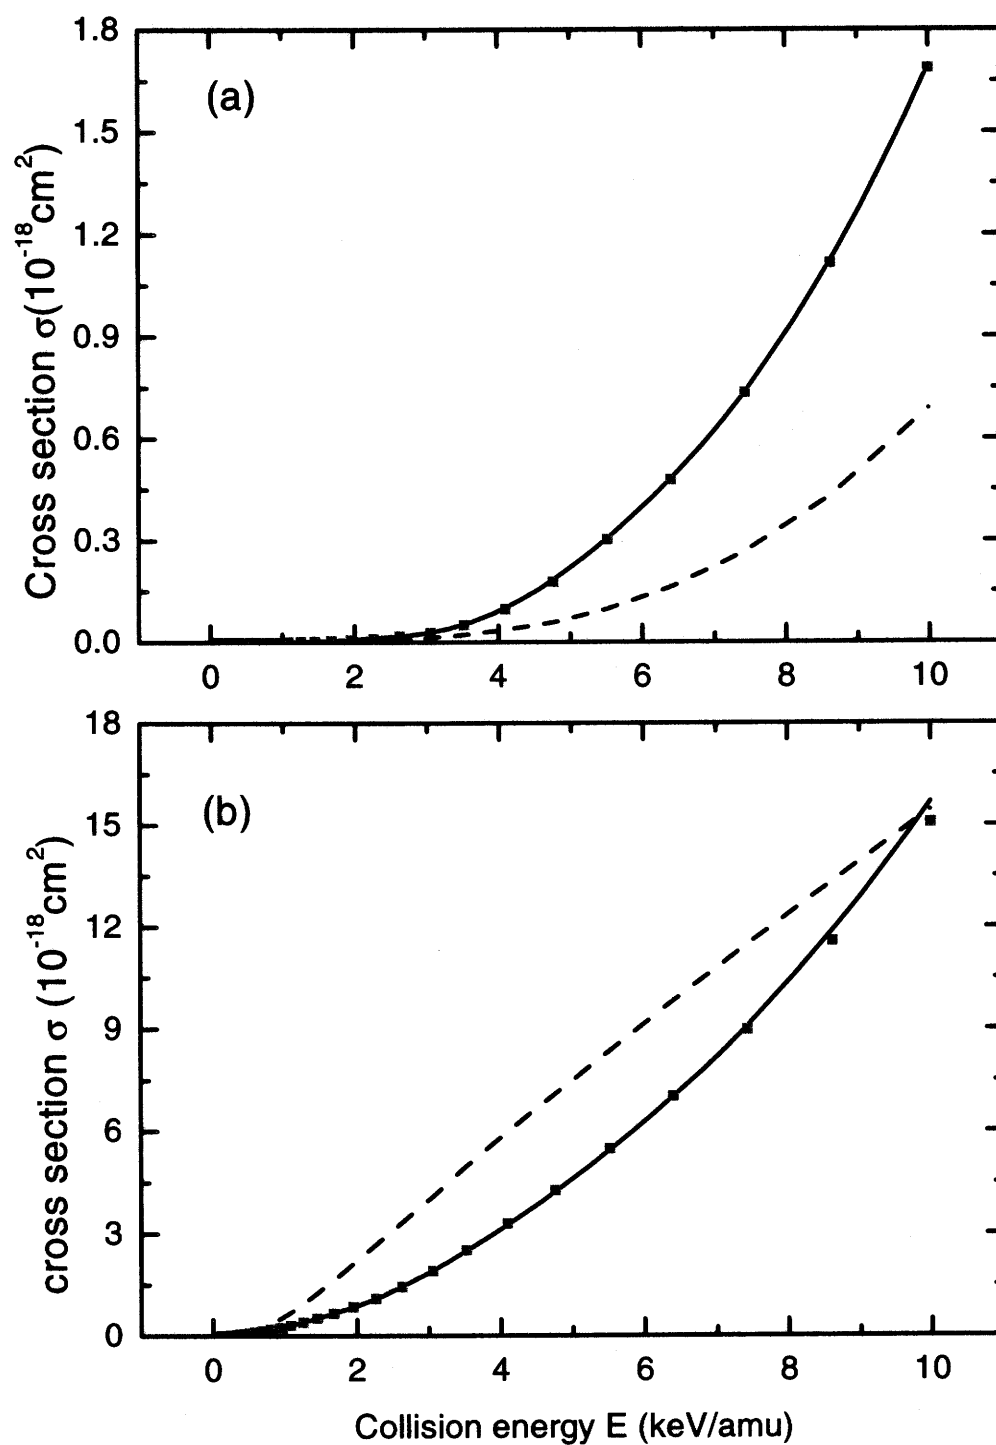 (a)
Cross section σ(10⁻¹⁸cm²)
1.8
1.5
1.2
0.9
0.6
0.3
0.0
0 2 4 6 8 10
(b)
cross section σ (10⁻¹⁸cm²)
18
15
12
9
6
3
0
0 2 4 6 8 10
Collision energy E (keV/amu)